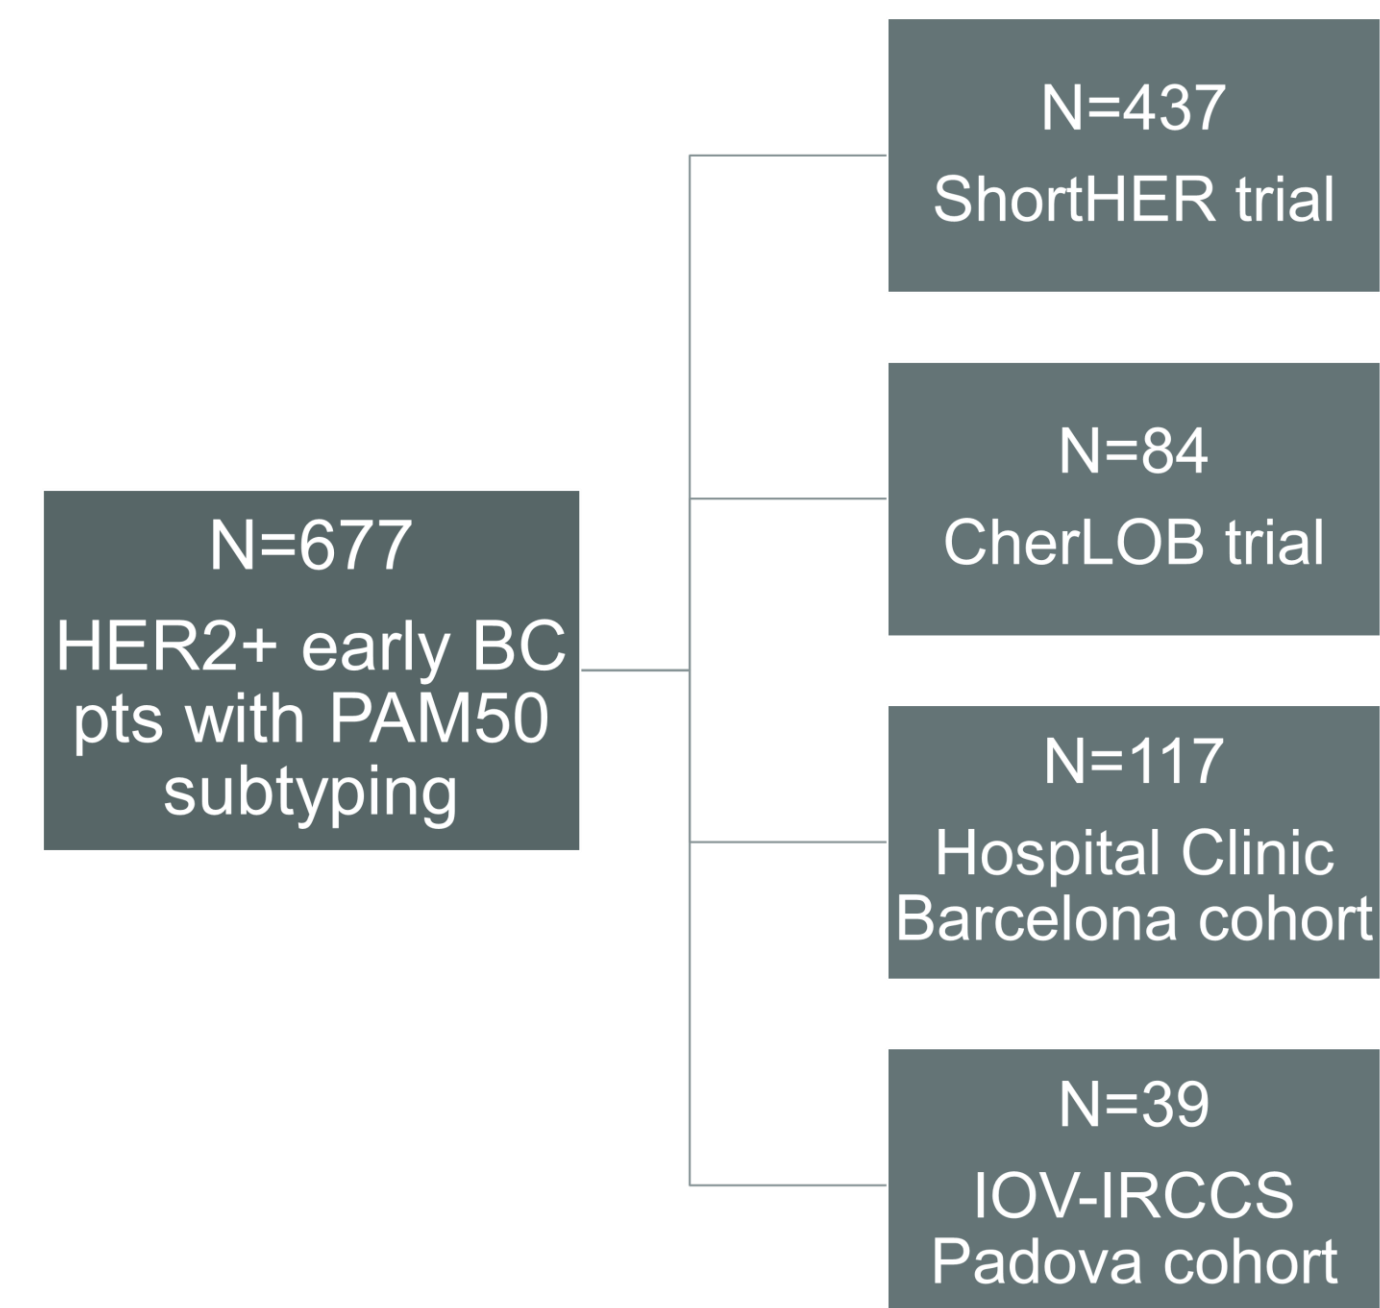 N=677
HER2+ early BC
pts with PAM50
subtyping
N=437
ShortHER trial
N=84
CherLOB trial
N=117
Hospital Clinic
Barcelona cohort
N=39
IOV-IRCCS
Padova cohort